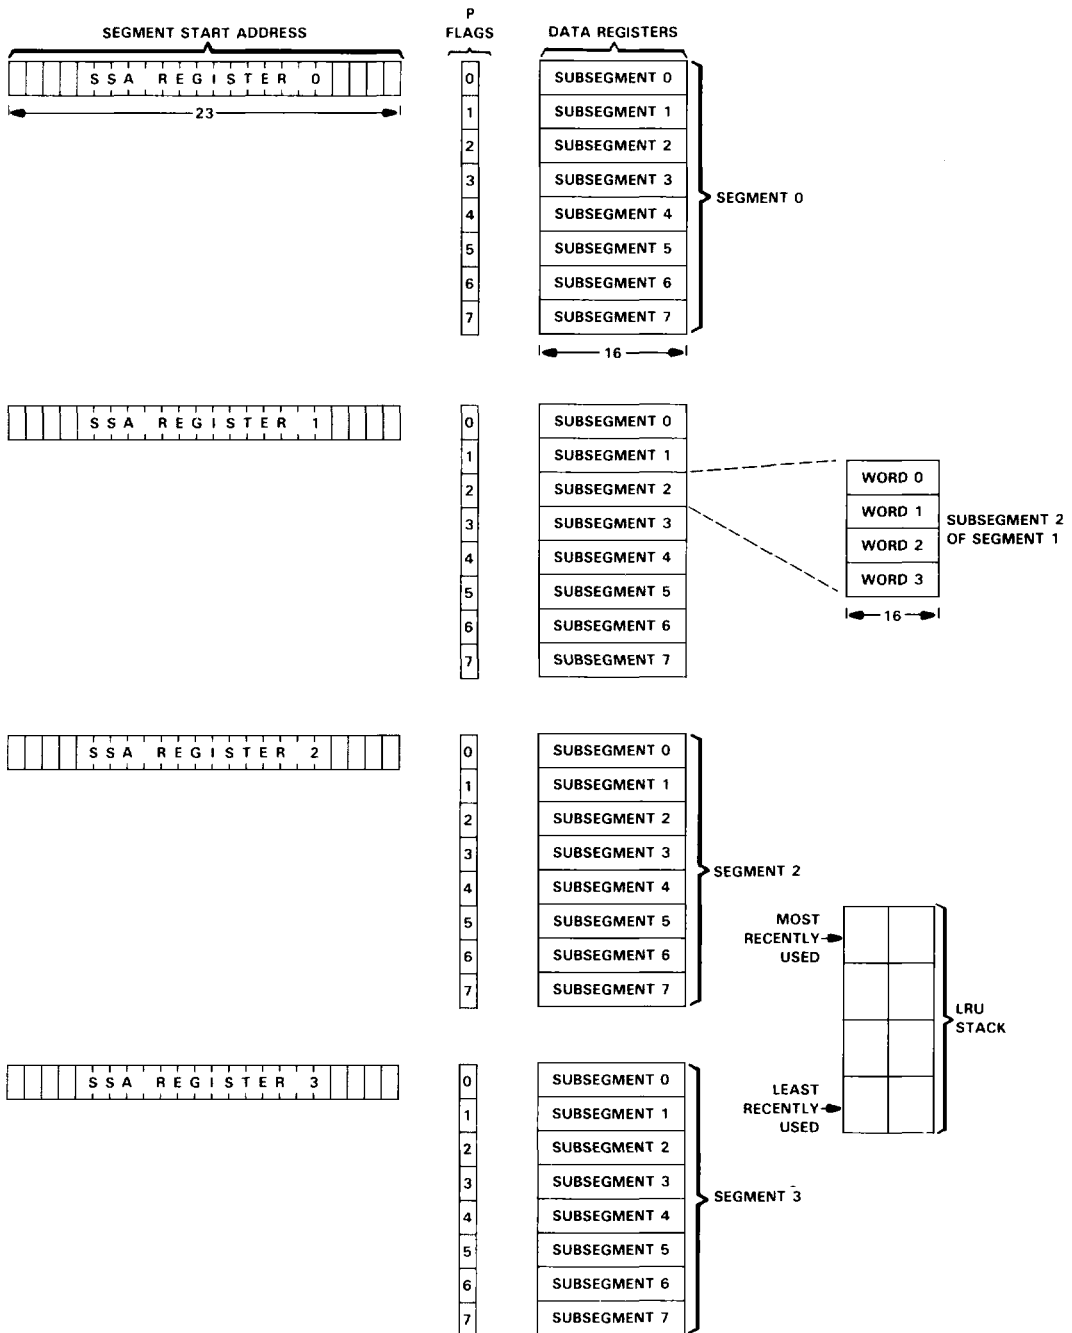 SEGMENT START ADDRESS
P
FLAGS
DATA REGISTERS
SSA REGISTER 0
23
0
1
2
3
4
5
6
7
SUBSEGMENT 0
SUBSEGMENT 1
SUBSEGMENT 2
SUBSEGMENT 3
SUBSEGMENT 4
SUBSEGMENT 5
SUBSEGMENT 6
SUBSEGMENT 7
SEGMENT 0
16
SSA REGISTER 1
0
1
2
3
4
5
6
7
SUBSEGMENT 0
SUBSEGMENT 1
SUBSEGMENT 2
SUBSEGMENT 3
SUBSEGMENT 4
SUBSEGMENT 5
SUBSEGMENT 6
SUBSEGMENT 7
WORD 0
WORD 1
WORD 2
WORD 3
SUBSEGMENT 2
OF SEGMENT 1
16
SSA REGISTER 2
0
1
2
3
4
5
6
7
SUBSEGMENT 0
SUBSEGMENT 1
SUBSEGMENT 2
SUBSEGMENT 3
SUBSEGMENT 4
SUBSEGMENT 5
SUBSEGMENT 6
SUBSEGMENT 7
SEGMENT 2
MOST
RECENTLY
USED
LRU
STACK
LEAST
RECENTLY
USED
SSA REGISTER 3
0
1
2
3
4
5
6
7
SUBSEGMENT 0
SUBSEGMENT 1
SUBSEGMENT 2
SUBSEGMENT 3
SUBSEGMENT 4
SUBSEGMENT 5
SUBSEGMENT 6
SUBSEGMENT 7
SEGMENT 3